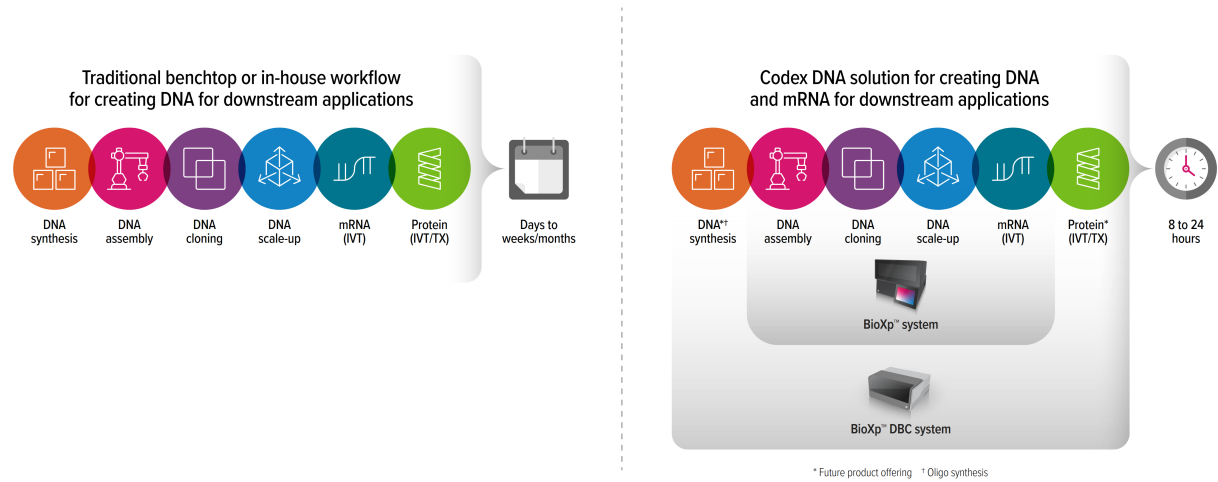 Traditional benchtop or in-house workflow
for creating DNA for downstream applications
DNA
synthesis
DNA
assembly
DNA
cloning
DNA
scale-up
mRNA
(IVT)
Protein
(IVT/TX)
Days to
weeks/months
Codex DNA solution for creating DNA
and mRNA for downstream applications
DNA*†
synthesis
DNA
assembly
DNA
cloning
DNA
scale-up
mRNA
(IVT)
Protein*
(IVT/TX)
8 to 24
hours
BioXp™ system
BioXp™ DBC system
* Future product offering † Oligo synthesis